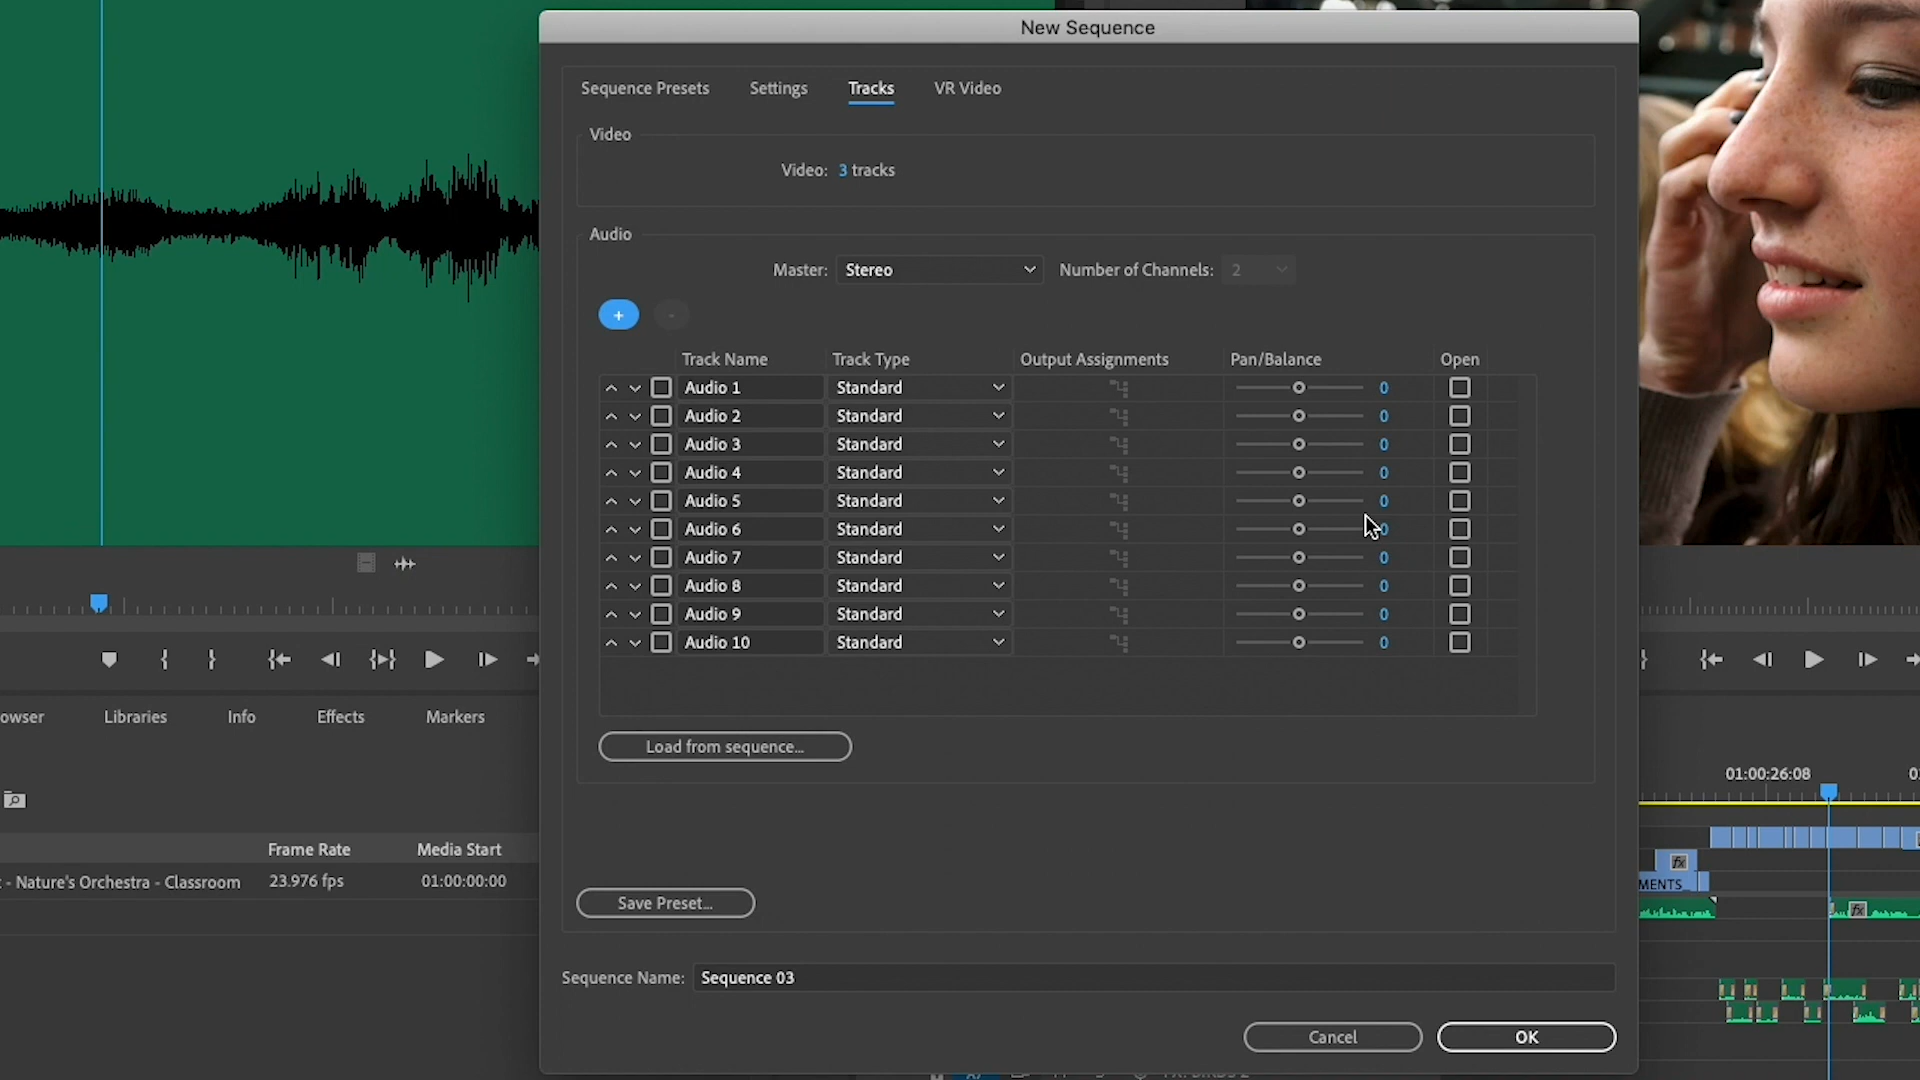 New Sequence
Sequence Presets Settings Tracks VR Video
Video
Video: 3 tracks
Audio
Master: Stereo Number of Channels: 2
+ -
Track Name Track Type Output Assignments Pan/Balance Open
Audio 1 Standard 0
Audio 2 Standard 0
Audio 3 Standard 0
Audio 4 Standard 0
Audio 5 Standard 0
Audio 6 Standard 0
Audio 7 Standard 0
Audio 8 Standard 0
Audio 9 Standard 0
Audio 10 Standard 0
Load from sequence...
Save Preset...
Sequence Name: Sequence 03
Cancel OK
owser Libraries Info Effects Markers
Frame Rate Media Start
- Nature's Orchestra - Classroom 23.976 fps 01:00:00:00
01:00:26:08
fx
MENTS
fx